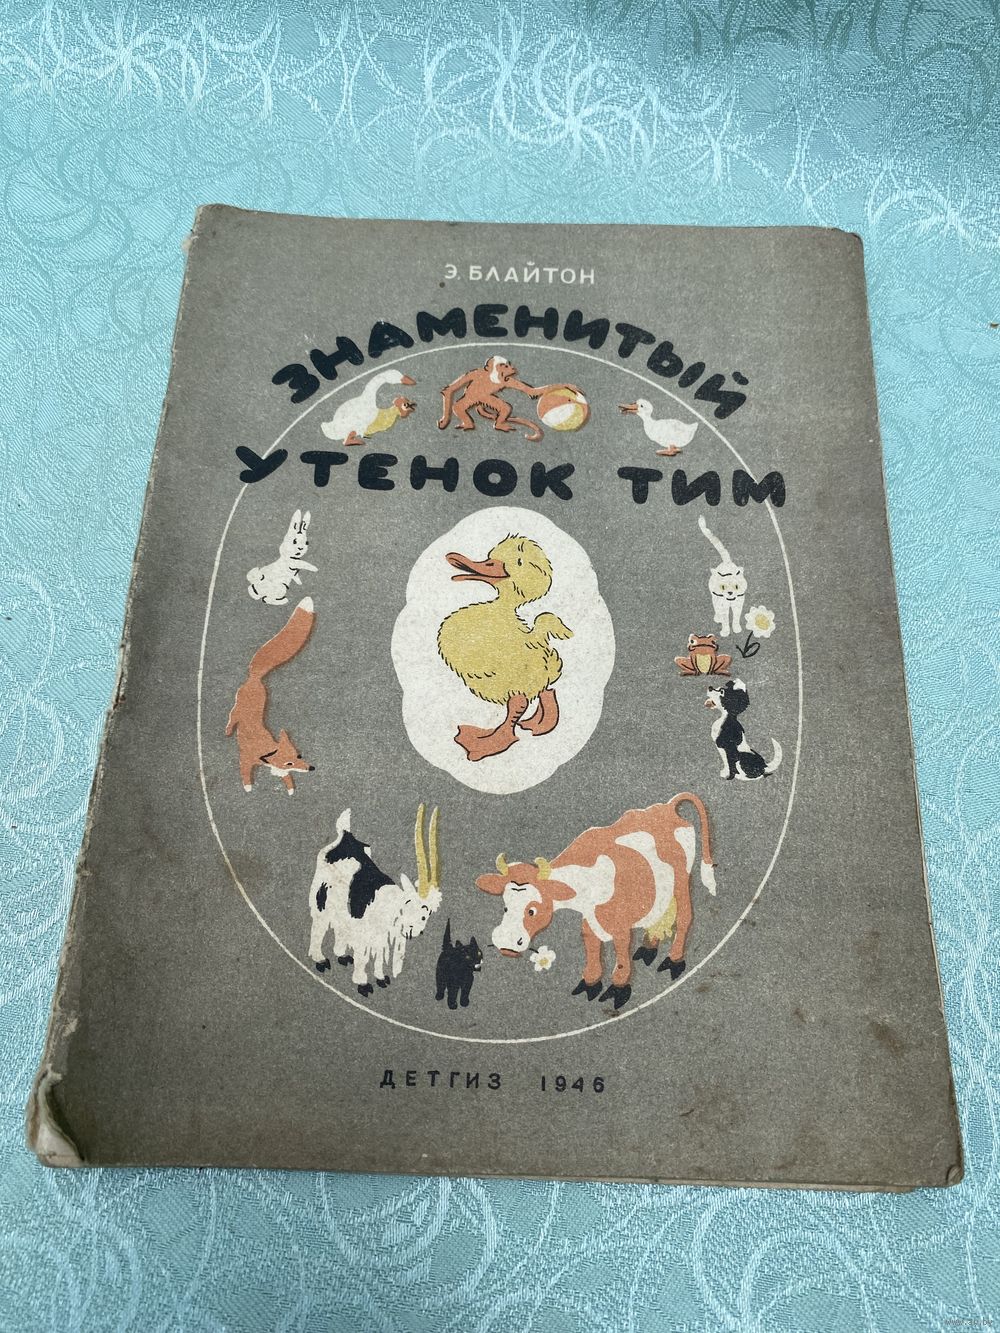 Э. БЛАЙТОН
ЗНАМЕНИТЫЙ
УТЕНОК ТИМ
ДЕТГИЗ 1946